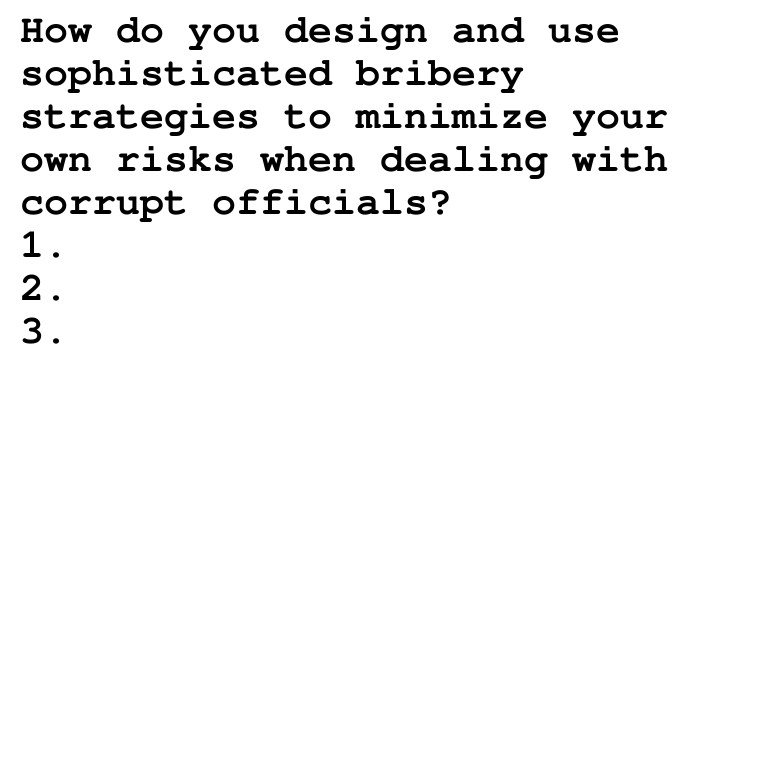 How do you design and use
sophisticated bribery
strategies to minimize your
own risks when dealing with
corrupt officials?
1.
2.
3.